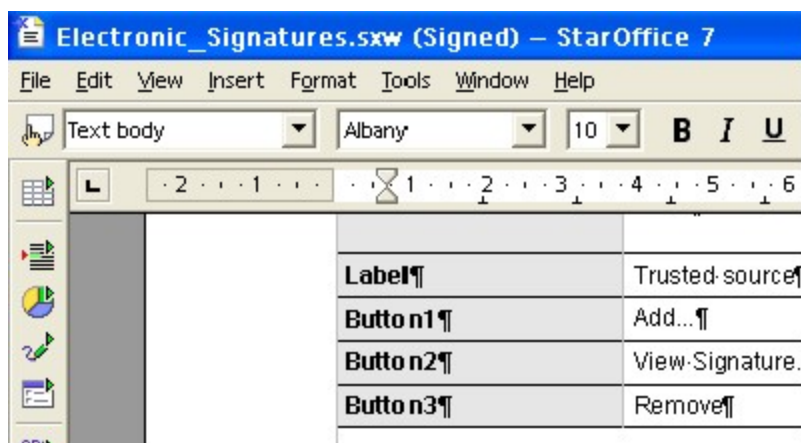 Electronic_Signatures.sxw (Signed) – StarOffice 7
File Edit View Insert Format Tools Window Help
Text body Albany 10 B I U
2 1 1 2 3 4 5 6
Label¶ Trusted·source¶
Button1¶ Add...¶
Button2¶ View·Signature.
Button3¶ Remove¶